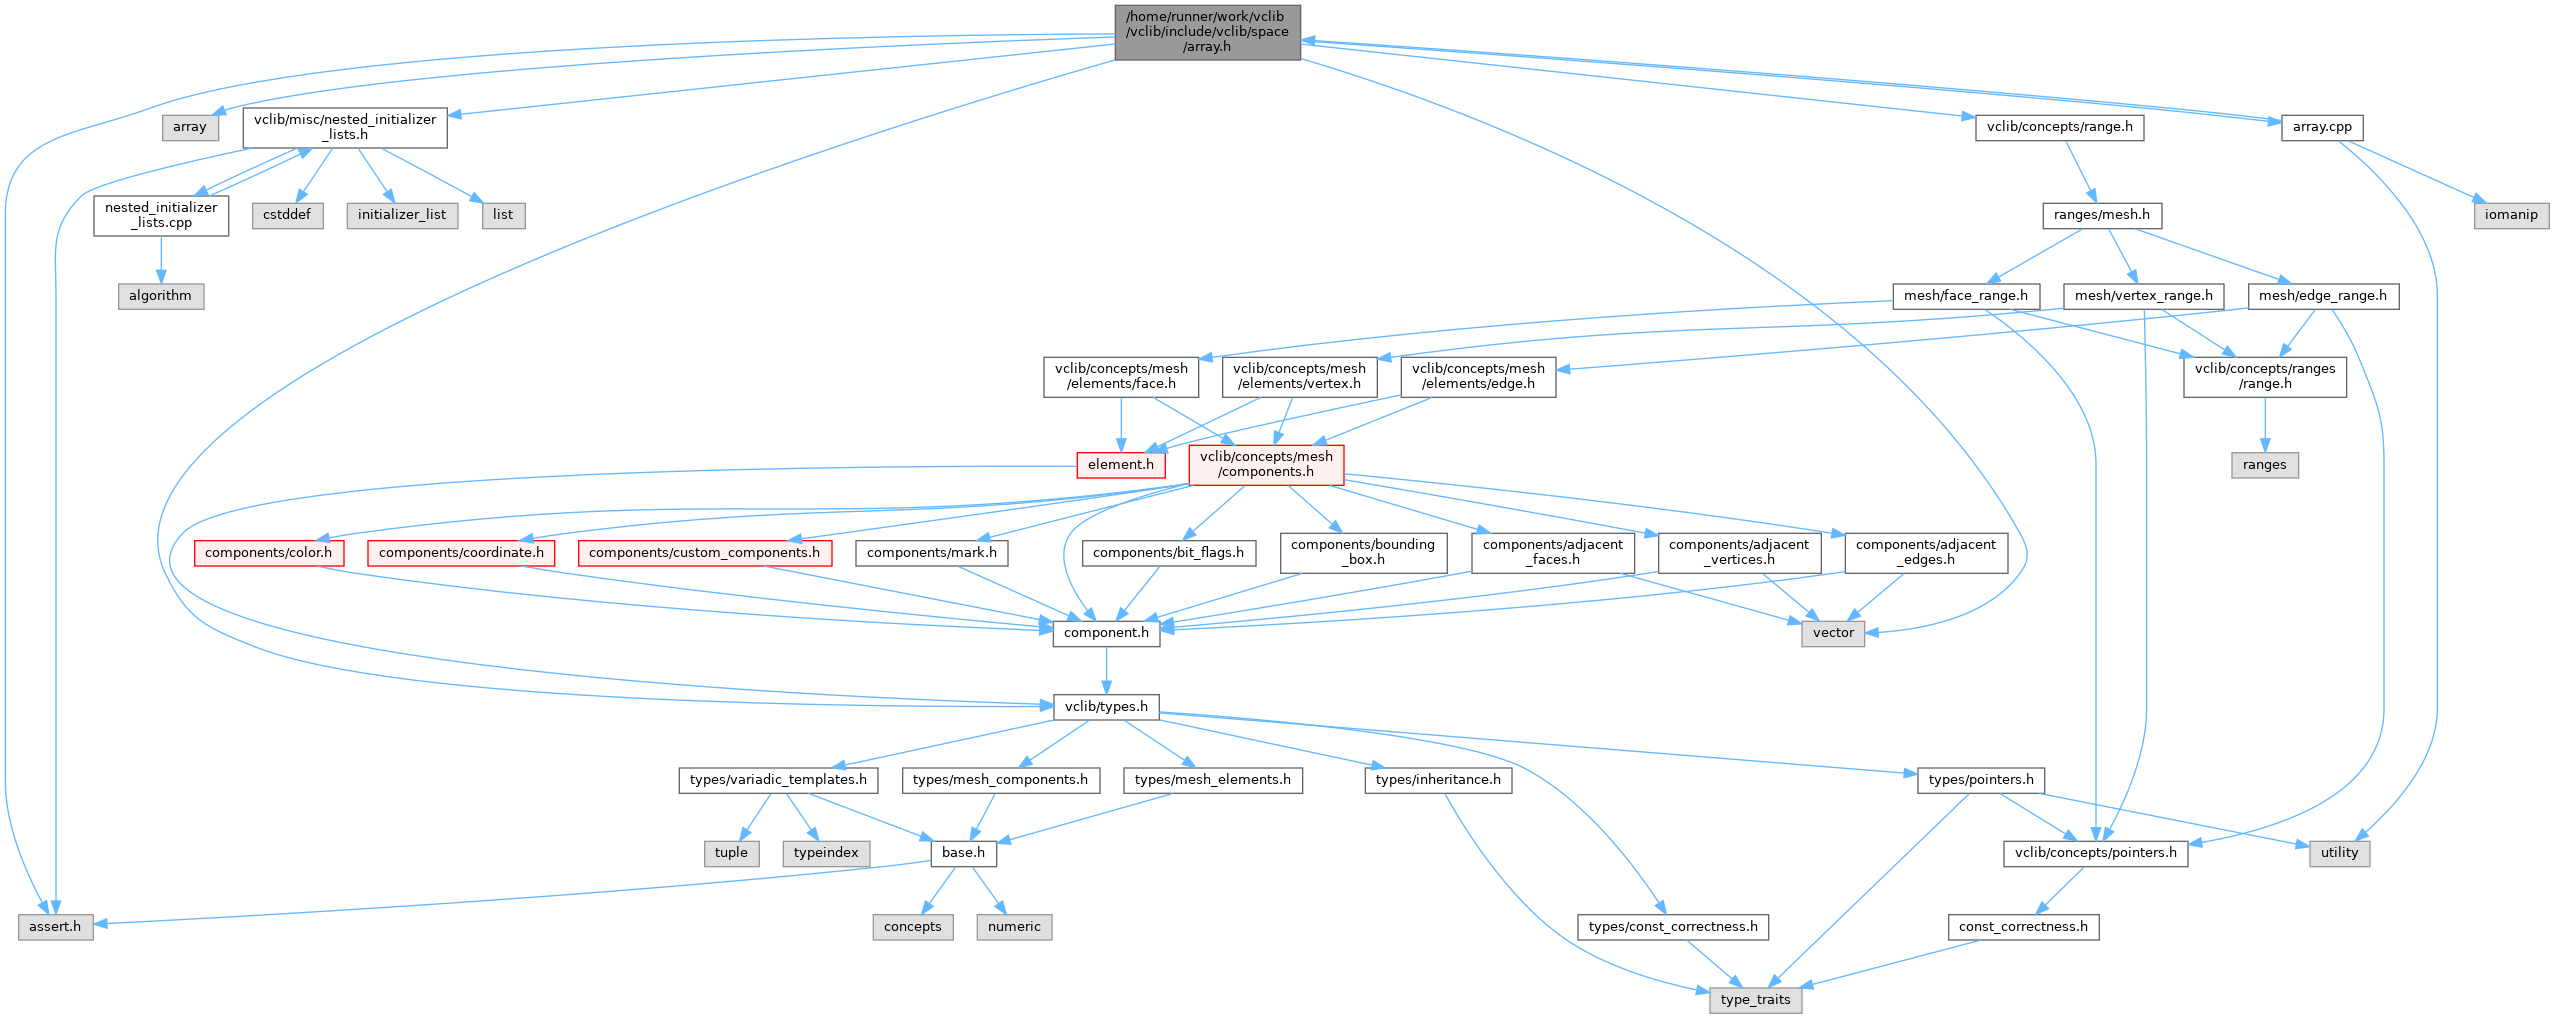 /home/runner/work/vclib
/vclib/include/vclib/space
/array.h
array
vclib/misc/nested_initializer
_lists.h
vclib/concepts/range.h
array.cpp
nested_initializer
_lists.cpp
cstddef
initializer_list
list
ranges/mesh.h
iomanip
algorithm
mesh/face_range.h
mesh/vertex_range.h
mesh/edge_range.h
vclib/concepts/mesh
/elements/face.h
vclib/concepts/mesh
/elements/vertex.h
vclib/concepts/mesh
/elements/edge.h
vclib/concepts/ranges
/range.h
element.h
vclib/concepts/mesh
/components.h
ranges
components/color.h
components/coordinate.h
components/custom_components.h
components/mark.h
components/bit_flags.h
components/bounding
_box.h
components/adjacent
_faces.h
components/adjacent
_vertices.h
components/adjacent
_edges.h
component.h
vector
vclib/types.h
types/variadic_templates.h
types/mesh_components.h
types/mesh_elements.h
types/inheritance.h
types/pointers.h
tuple
typeindex
base.h
vclib/concepts/pointers.h
utility
assert.h
concepts
numeric
types/const_correctness.h
const_correctness.h
type_traits